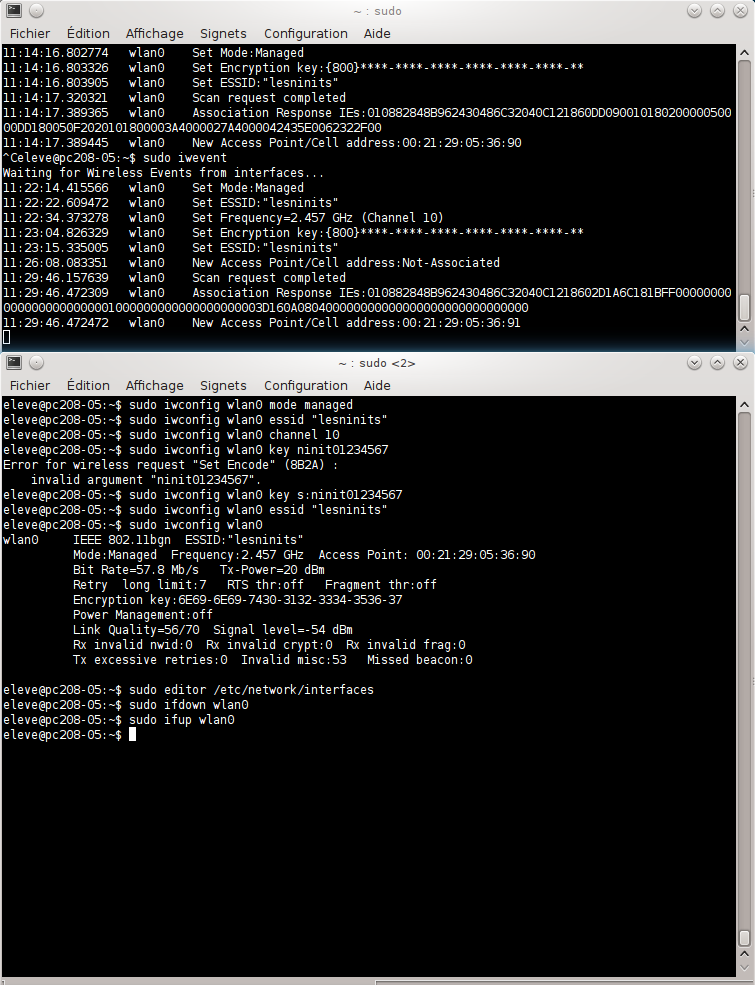 ~ : sudo
Fichier Édition Affichage Signets Configuration Aide
11:14:16.802774 wlan0 Set Mode:Managed
11:14:16.803326 wlan0 Set Encryption key:{800}****-****-****-****-****-****-**
11:14:16.803905 wlan0 Set ESSID:"lesninits"
11:14:17.320321 wlan0 Scan request completed
11:14:17.389365 wlan0 Association Response IEs:010882848B962430486C32040C121860DD090010180200000500
00DD180050F2020101800003A4000027A4000042435E0062322F00
11:14:17.389445 wlan0 New Access Point/Cell address:00:21:29:05:36:90
^Celeve@pc208-05:~$ sudo iwevent
Waiting for Wireless Events from interfaces...
11:22:14.415566 wlan0 Set Mode:Managed
11:22:22.609472 wlan0 Set ESSID:"lesninits"
11:22:34.373278 wlan0 Set Frequency=2.457 GHz (Channel 10)
11:23:04.826329 wlan0 Set Encryption key:{800}****-****-****-****-****-****-**
11:23:15.335005 wlan0 Set ESSID:"lesninits"
11:26:08.083351 wlan0 New Access Point/Cell address:Not-Associated
11:29:46.157639 wlan0 Scan request completed
11:29:46.472309 wlan0 Association Response
11:29:46.472472 wlan0 New Access Point/Cell address:00:21:29:05:36:91
~ : sudo <2>
Fichier Édition Affichage Signets Configuration Aide
eleve@pc208-05:~$ sudo iwconfig wlan0 mode managed
eleve@pc208-05:~$ sudo iwconfig wlan0 essid "lesninits"
eleve@pc208-05:~$ sudo iwconfig wlan0 channel 10
eleve@pc208-05:~$ sudo iwconfig wlan0 key ninit01234567
Error for wireless request "Set Encode" (8B2A) :
invalid argument "ninit01234567".
eleve@pc208-05:~$ sudo iwconfig wlan0 key s:ninit01234567
eleve@pc208-05:~$ sudo iwconfig wlan0 essid "lesninits"
eleve@pc208-05:~$ sudo iwconfig wlan0
wlan0 IEEE 802.11bgn ESSID:"lesninits"
Mode:Managed Frequency:2.457 GHz Access Point: 00:21:29:05:36:90
Bit Rate=57.8 Mb/s Tx-Power=20 dBm
Retry long limit:7 RTS thr:off Fragment thr:off
Encryption key:6E69-6E69-7430-3132-3334-3536-37
Power Management:off
Link Quality=56/70 Signal level=-54 dBm
Rx invalid nwid:0 Rx invalid crypt:0 Rx invalid frag:0
Tx excessive retries:0 Invalid misc:53 Missed beacon:0
eleve@pc208-05:~$ sudo editor /etc/network/interfaces
eleve@pc208-05:~$ sudo ifdown wlan0
eleve@pc208-05:~$ sudo ifup wlan0
eleve@pc208-05:~$